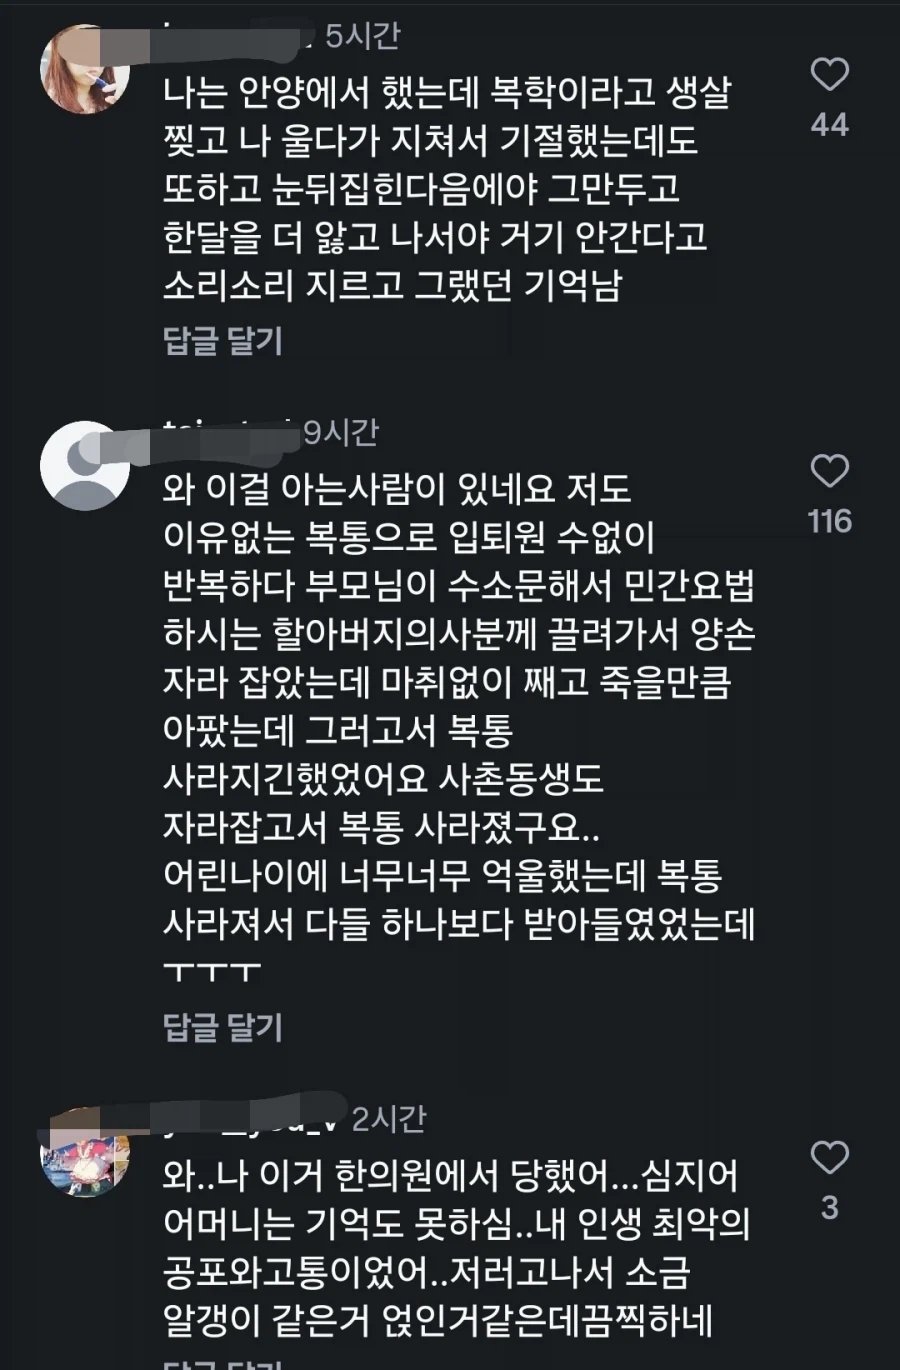 5시간
나는 안양에서 했는데 복학이라고 생살
찢고 나 울다가 지쳐서 기절했는데도
또하고 눈뒤집힌다음에야 그만두고
한달을 더 앓고 나서야 거기 안간다고
소리소리 지르고 그랬던 기억남
44
답글 달기
9시간
와 이걸 아는사람이 있네요 저도
이유없는 복통으로 입퇴원 수없이
반복하다 부모님이 수소문해서 민간요법
하시는 할아버지의사분께 끌려가서 양손
자라 잡았는데 마취없이 째고 죽을만큼
아팠는데 그러고서 복통
사라지긴했었어요 사촌동생도
자라잡고서 복통 사라졌구요..
어린나이에 너무너무 억울했는데 복통
사라져서 다들 하나보다 받아들였었는데
ㅜㅜㅜ
116
답글 달기
2시간
와..나 이거 한의원에서 당했어...심지어
어머니는 기억도 못하심..내 인생 최악의
공포와고통이었어..저러고나서 소금
알갱이 같은거 얹인거같은데끔찍하네
3
답글 달기